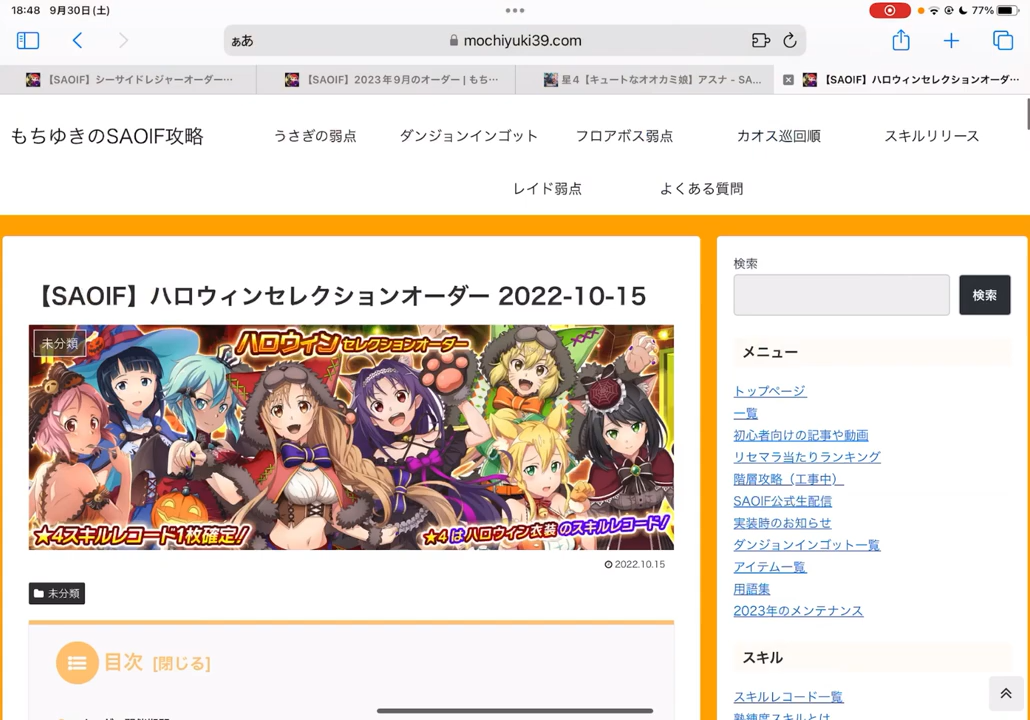 18:48 9月30日(土)
77%
ぁあ
mochiyuki39.com
【SAOIF】シーサイドレジャーオーダー…
【SAOIF】2023年9月のオーダー | もち…
星4【キュートなオオカミ娘】アスナ - SA...
【SAOIF】ハロウィンセレクションオーダ…
もちゆきのSAOIF攻略
うさぎの弱点
ダンジョンインゴット
フロアボス弱点
カオス巡回順
スキルリリース
レイド弱点
よくある質問
【SAOIF】ハロウィンセレクションオーダー 2022-10-15
未分類
ハロウィンセレクションオーダー
★4スキルレコード1枚確定!
★4はハロウィン衣装のスキルレコード!
2022.10.15
未分類
目次 [閉じる]
検索
検索
メニュー
トップページ
一覧
初心者向けの記事や動画
リセマラ当たりランキング
階層攻略（工事中）
SAOIF公式生配信
実装時のお知らせ
ダンジョンインゴット一覧
アイテム一覧
用語集
2023年のメンテナンス
スキル
スキルレコード一覧
熟練度スキルとは